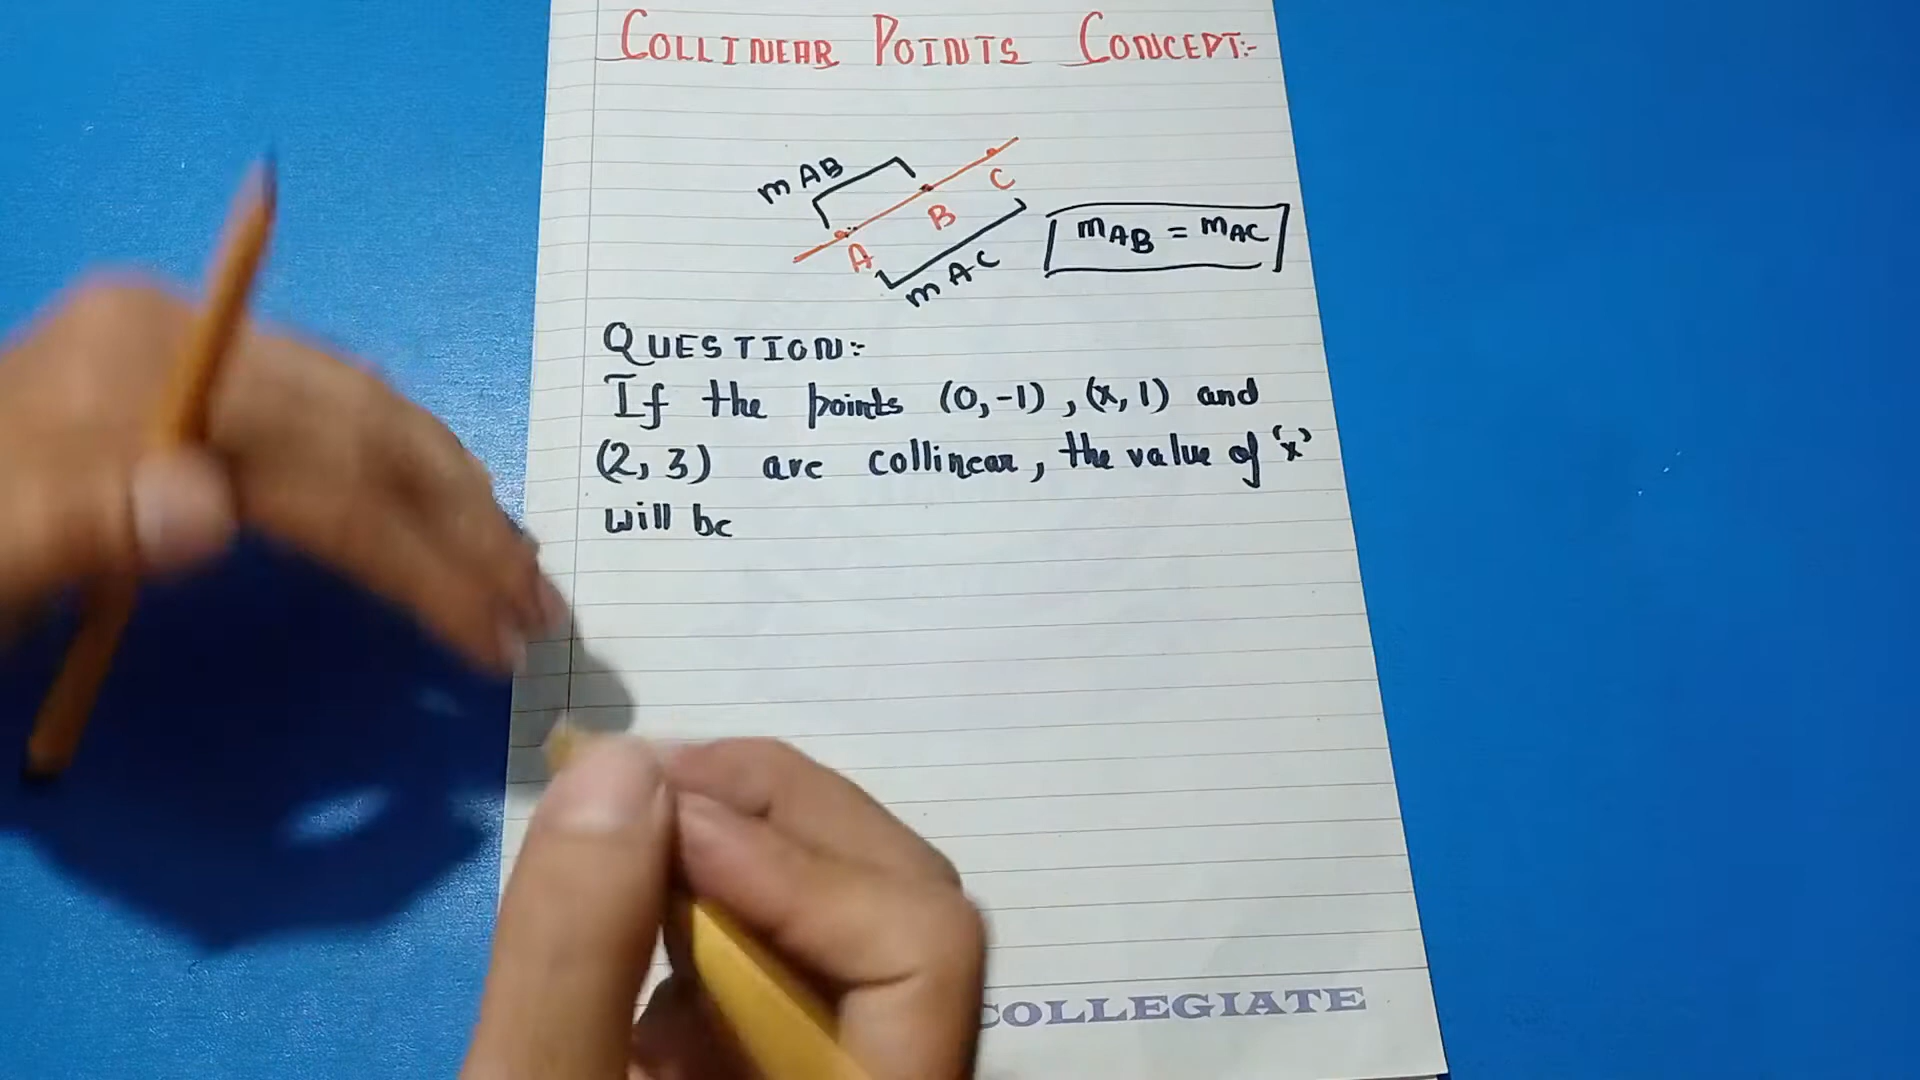 COLLINEAR POINTS CONCEPT:-
mAB
C
B
A
mAC
mAB = mAC
QUESTION:-
If the points (0,-1), (x, 1) and
(2, 3) are collinear, the value of 'x'
will be
COLLEGIATE